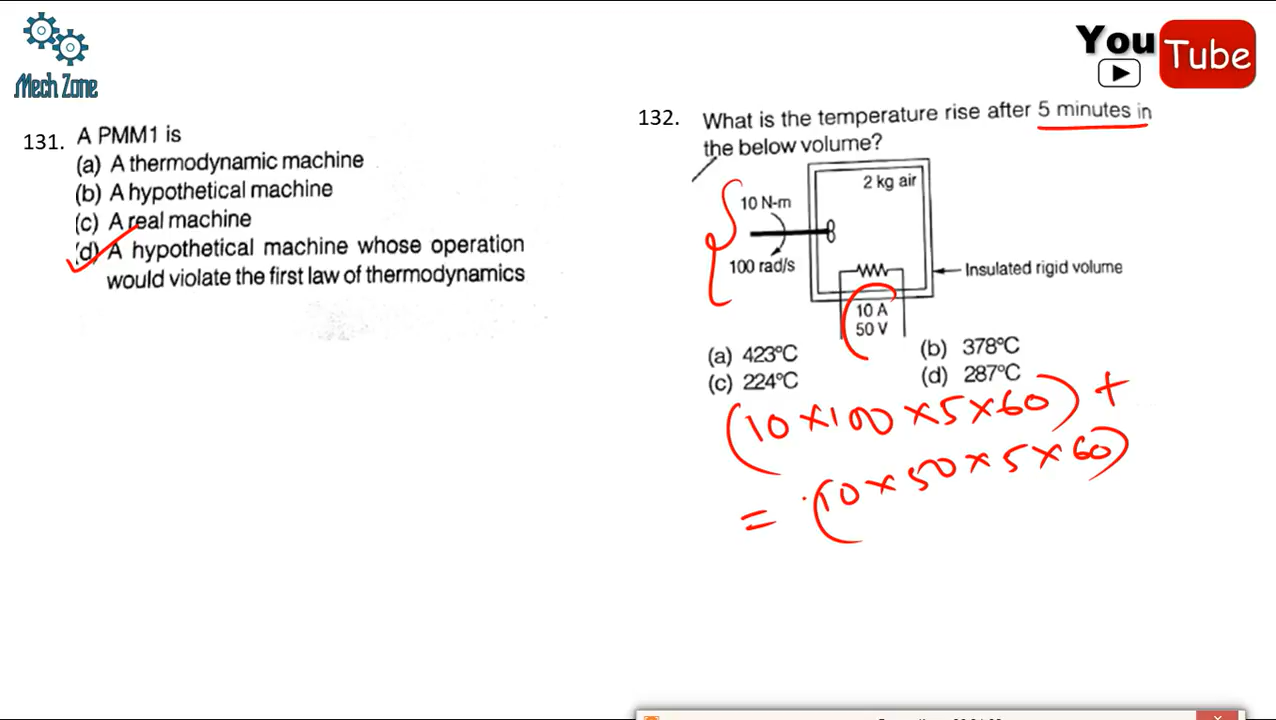 Mech Zone
You Tube
131. A PMM1 is
(a) A thermodynamic machine
(b) A hypothetical machine
(c) A real machine
(d) A hypothetical machine whose operation
would violate the first law of thermodynamics
132. What is the temperature rise after 5 minutes in
the below volume?
2 kg air
10 N-m
100 rad/s
Insulated rigid volume
10 A
50 V
(a) 423°C (b) 378°C
(c) 224°C (d) 287°C
(10 × 100 × 5 × 60) +
= (10 × 50 × 5 × 60)